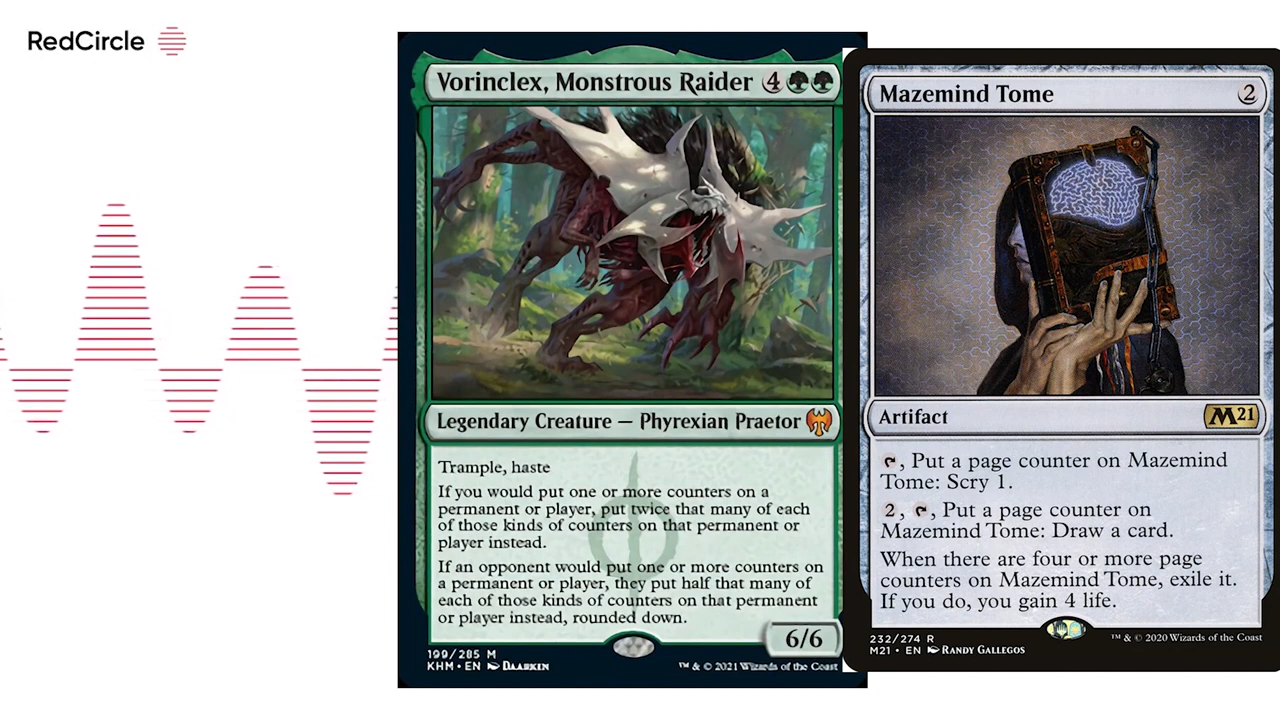 RedCircle
Vorinclex, Monstrous Raider 4
Legendary Creature — Phyrexian Praetor
Trample, haste
If you would put one or more counters on a
permanent or player, put twice that many of each
of those kinds of counters on that permanent or
player instead.
If an opponent would put one or more counters on
a permanent or player, they put half that many of
each of those kinds of counters on that permanent
or player instead, rounded down.
6/6
199/285 M
KHM • EN DAARKEN
™ & © 2021 Wizards of the Coast
Mazemind Tome 2
Artifact M21
, Put a page counter on Mazemind
Tome: Scry 1.
2, , Put a page counter on
Mazemind Tome: Draw a card.
When there are four or more page
counters on Mazemind Tome, exile it.
If you do, you gain 4 life.
232/274 R
M21 • EN RANDY GALLEGOS
™ & © 2020 Wizards of the Coast